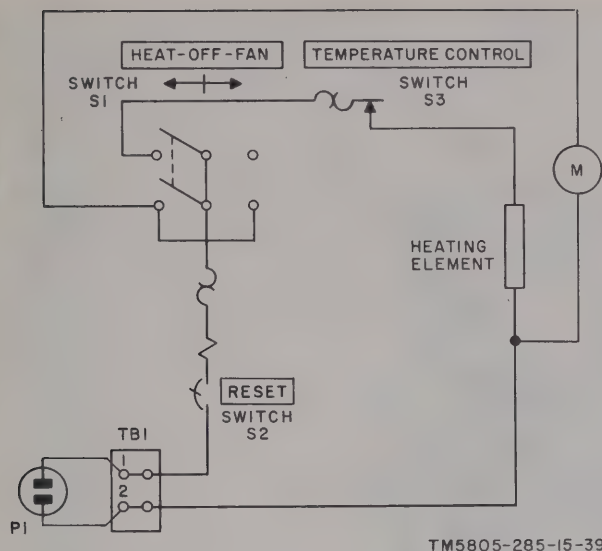 HEAT-OFF-FAN
TEMPERATURE CONTROL
SWITCH
S1
SWITCH
S3
M
HEATING
ELEMENT
RESET
SWITCH
S2
TB1
1
2
P1
TM5805-285-15-39